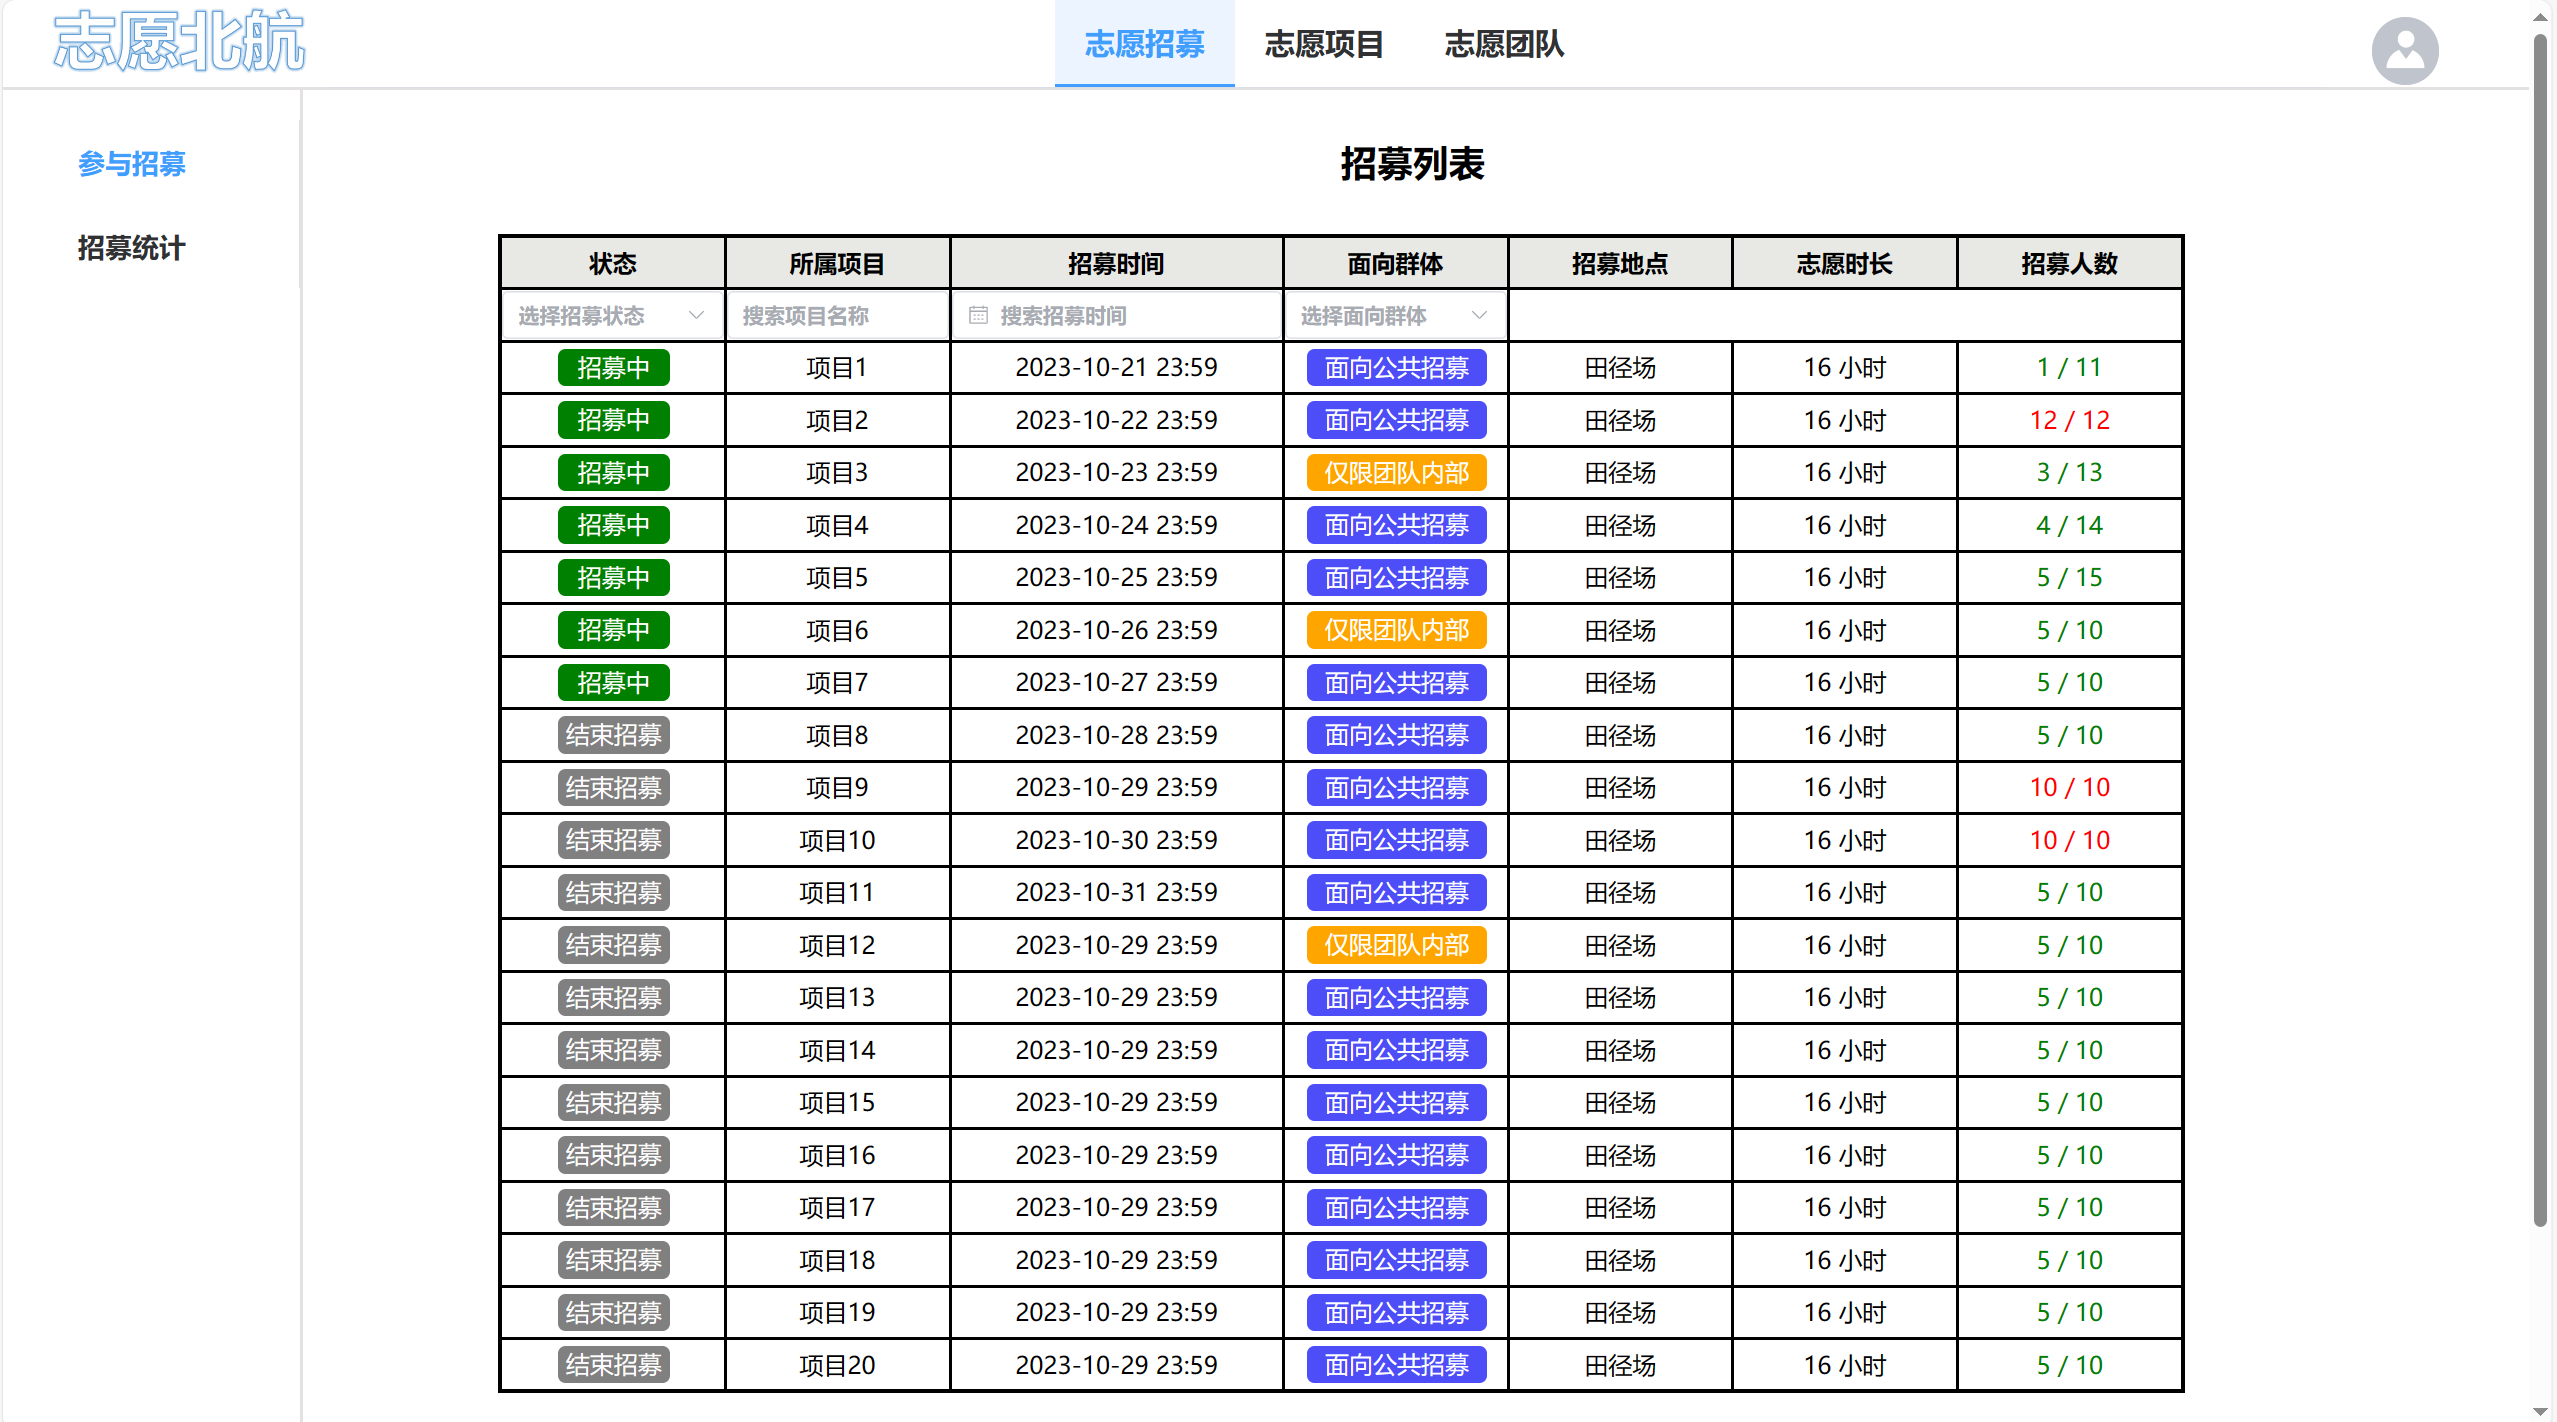 志愿北航
志愿招募 志愿项目 志愿团队
参与招募
招募统计
招募列表
状态 所属项目 招募时间 面向群体 招募地点 志愿时长 招募人数
选择招募状态 搜索项目名称 搜索招募时间 选择面向群体
招募中 项目1 2023-10-21 23:59 面向公共招募 田径场 16 小时 1 / 11
招募中 项目2 2023-10-22 23:59 面向公共招募 田径场 16 小时 12 / 12
招募中 项目3 2023-10-23 23:59 仅限团队内部 田径场 16 小时 3 / 13
招募中 项目4 2023-10-24 23:59 面向公共招募 田径场 16 小时 4 / 14
招募中 项目5 2023-10-25 23:59 面向公共招募 田径场 16 小时 5 / 15
招募中 项目6 2023-10-26 23:59 仅限团队内部 田径场 16 小时 5 / 10
招募中 项目7 2023-10-27 23:59 面向公共招募 田径场 16 小时 5 / 10
结束招募 项目8 2023-10-28 23:59 面向公共招募 田径场 16 小时 5 / 10
结束招募 项目9 2023-10-29 23:59 面向公共招募 田径场 16 小时 10 / 10
结束招募 项目10 2023-10-30 23:59 面向公共招募 田径场 16 小时 10 / 10
结束招募 项目11 2023-10-31 23:59 面向公共招募 田径场 16 小时 5 / 10
结束招募 项目12 2023-10-29 23:59 仅限团队内部 田径场 16 小时 5 / 10
结束招募 项目13 2023-10-29 23:59 面向公共招募 田径场 16 小时 5 / 10
结束招募 项目14 2023-10-29 23:59 面向公共招募 田径场 16 小时 5 / 10
结束招募 项目15 2023-10-29 23:59 面向公共招募 田径场 16 小时 5 / 10
结束招募 项目16 2023-10-29 23:59 面向公共招募 田径场 16 小时 5 / 10
结束招募 项目17 2023-10-29 23:59 面向公共招募 田径场 16 小时 5 / 10
结束招募 项目18 2023-10-29 23:59 面向公共招募 田径场 16 小时 5 / 10
结束招募 项目19 2023-10-29 23:59 面向公共招募 田径场 16 小时 5 / 10
结束招募 项目20 2023-10-29 23:59 面向公共招募 田径场 16 小时 5 / 10